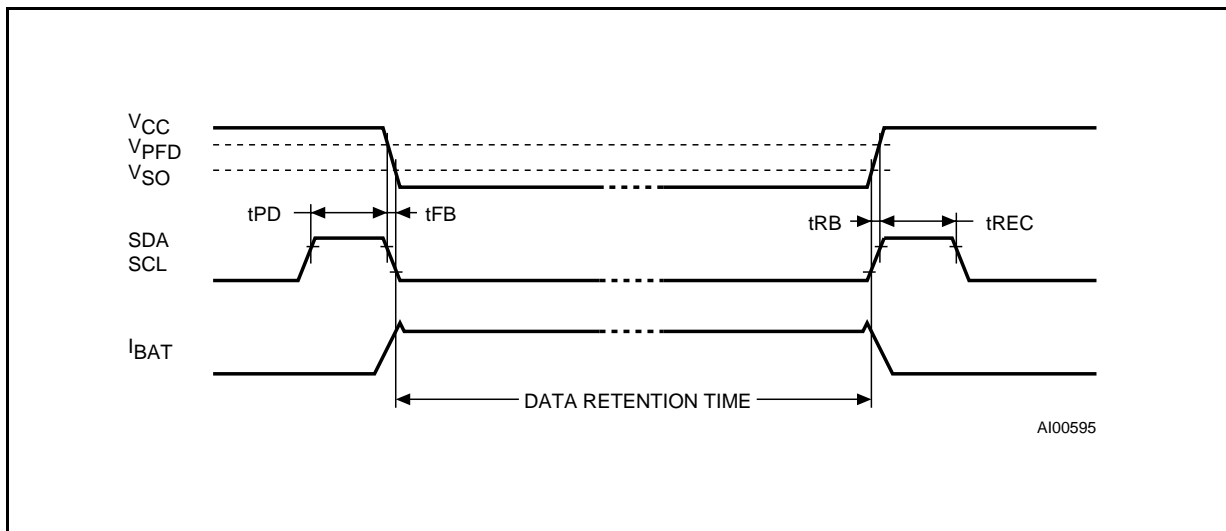 VCC
VPFD
VSO
tPD
tFB
tRB
tREC
SDA
SCL
IBAT
DATA RETENTION TIME
AI00595